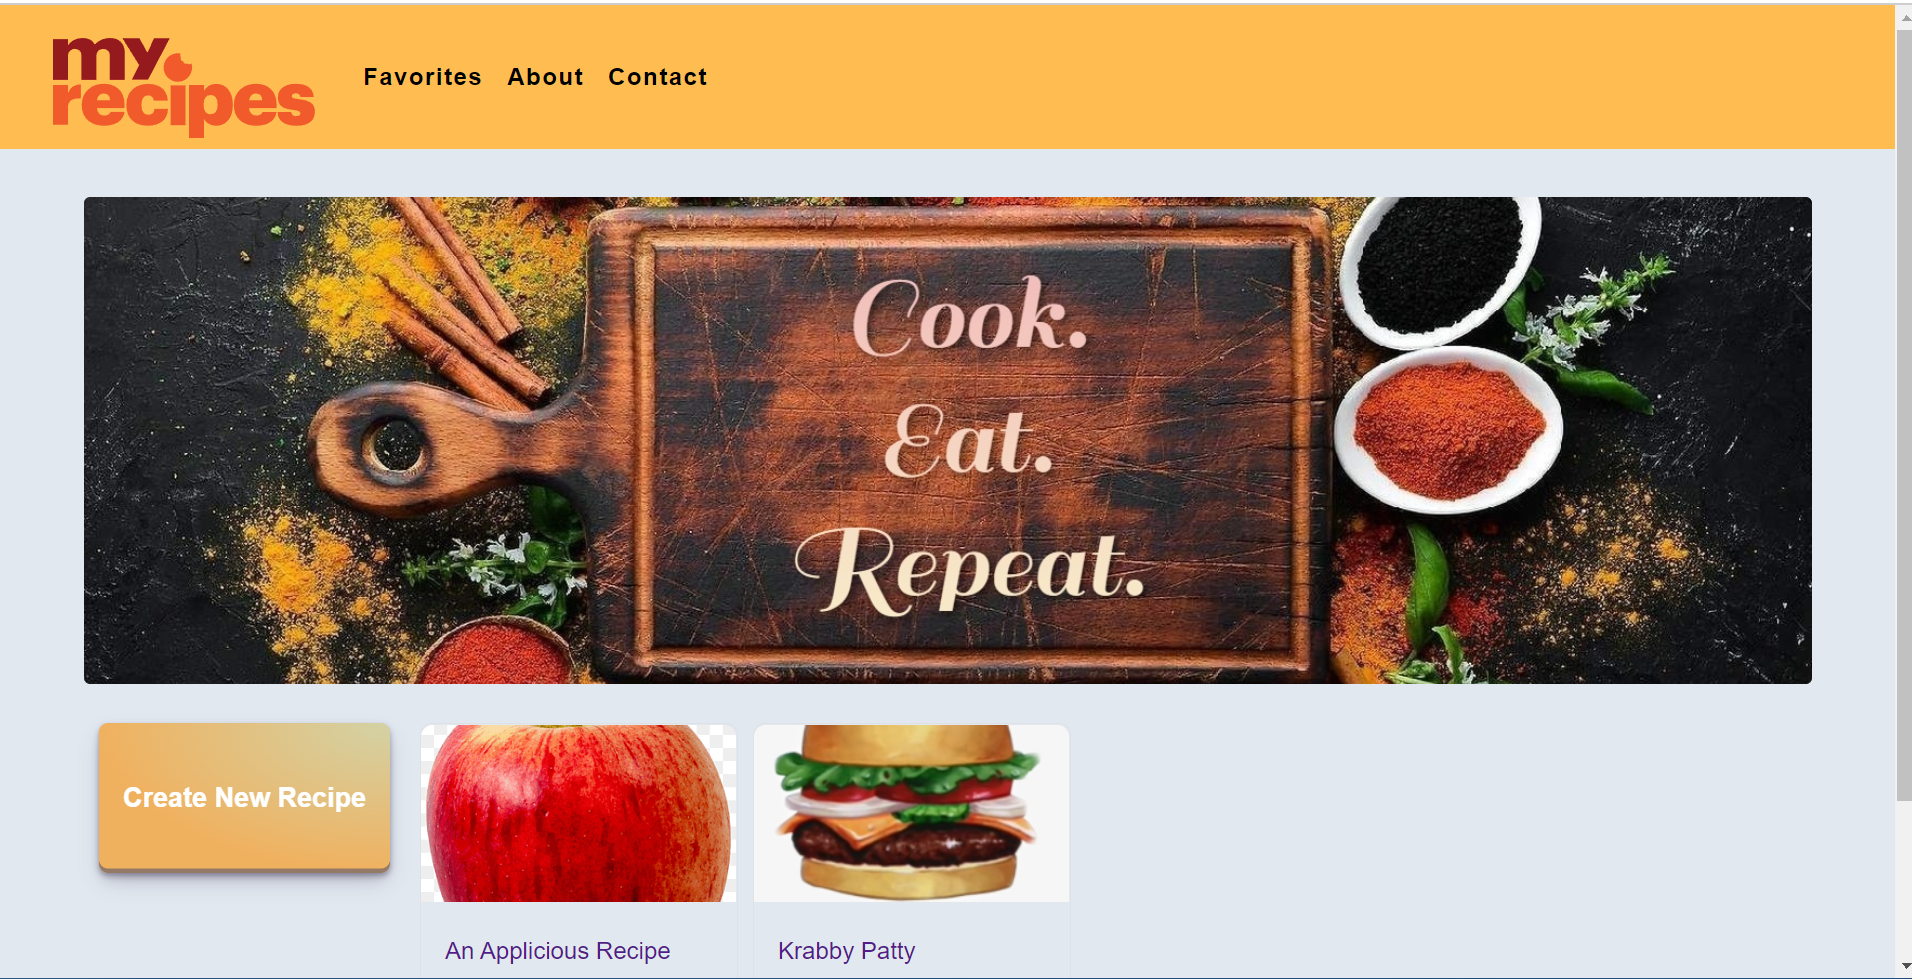 my
recipes
Favorites About Contact
Cook.
Eat.
Repeat.
Create New Recipe
An Applicious Recipe
Krabby Patty